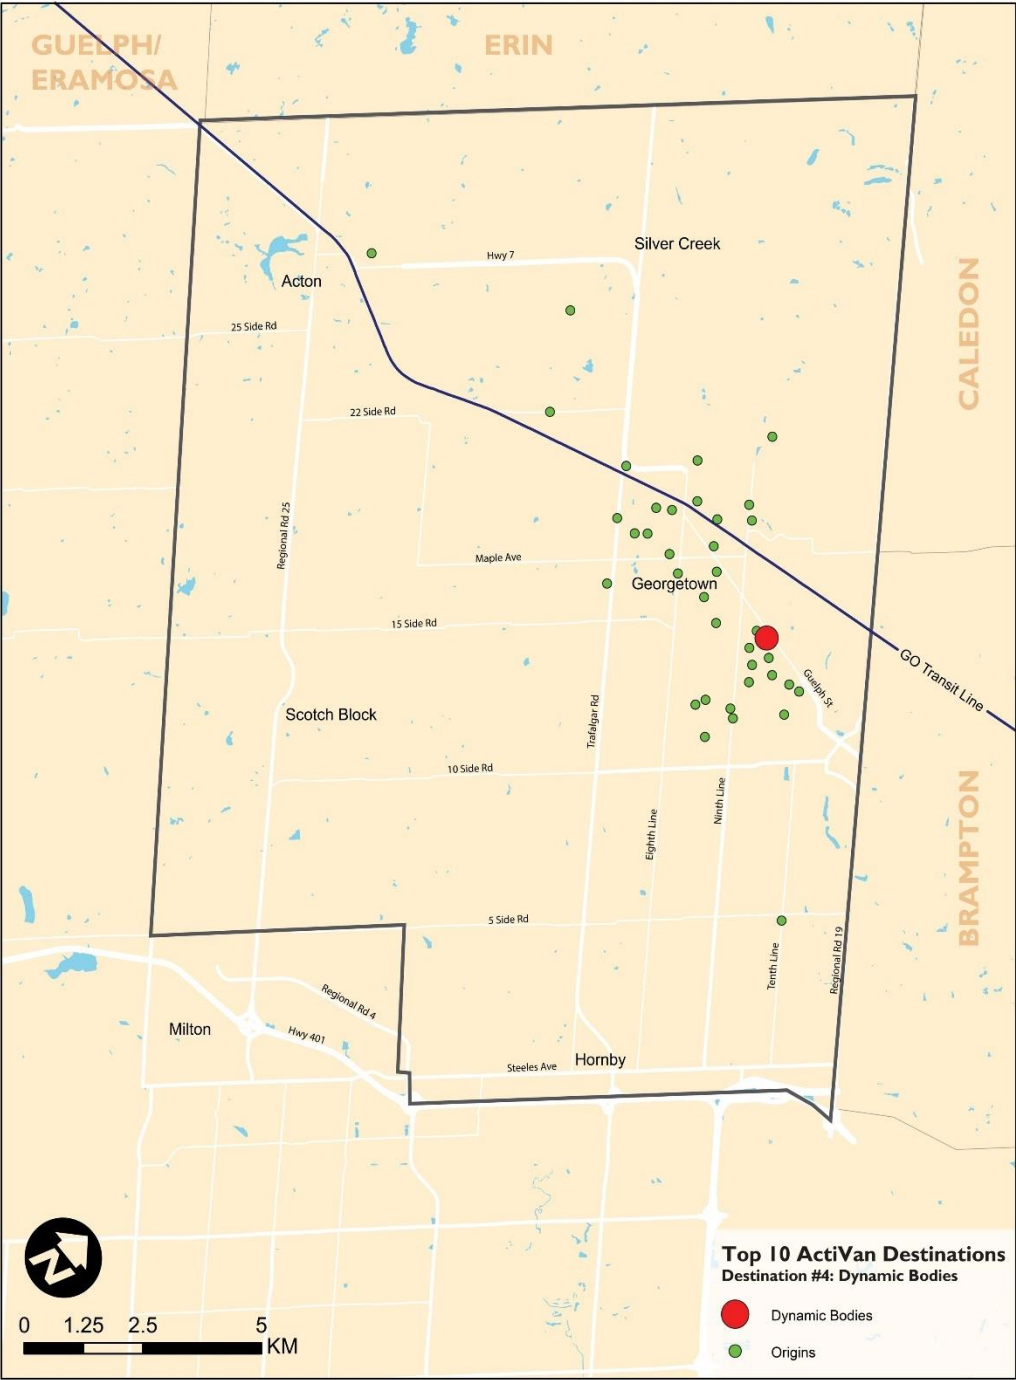 GUELPH/
ERAMOSA
ERIN
Silver Creek
Hwy 7
Acton
CALEDON
25 Side Rd
22 Side Rd
Regional Rd 25
Maple Ave
Georgetown
15 Side Rd
GO Transit Line
Guelph St
Scotch Block
Trafalgar Rd
10 Side Rd
Ninth Line
Eighth Line
BRAMPTON
5 Side Rd
Tenth Line
Regional Rd 19
Regional Rd 4
Milton
Hwy 401
Hornby
Steeles Ave
N
0 1.25 2.5 5
KM
Top 10 ActiVan Destinations
Destination #4: Dynamic Bodies
Dynamic Bodies
Origins